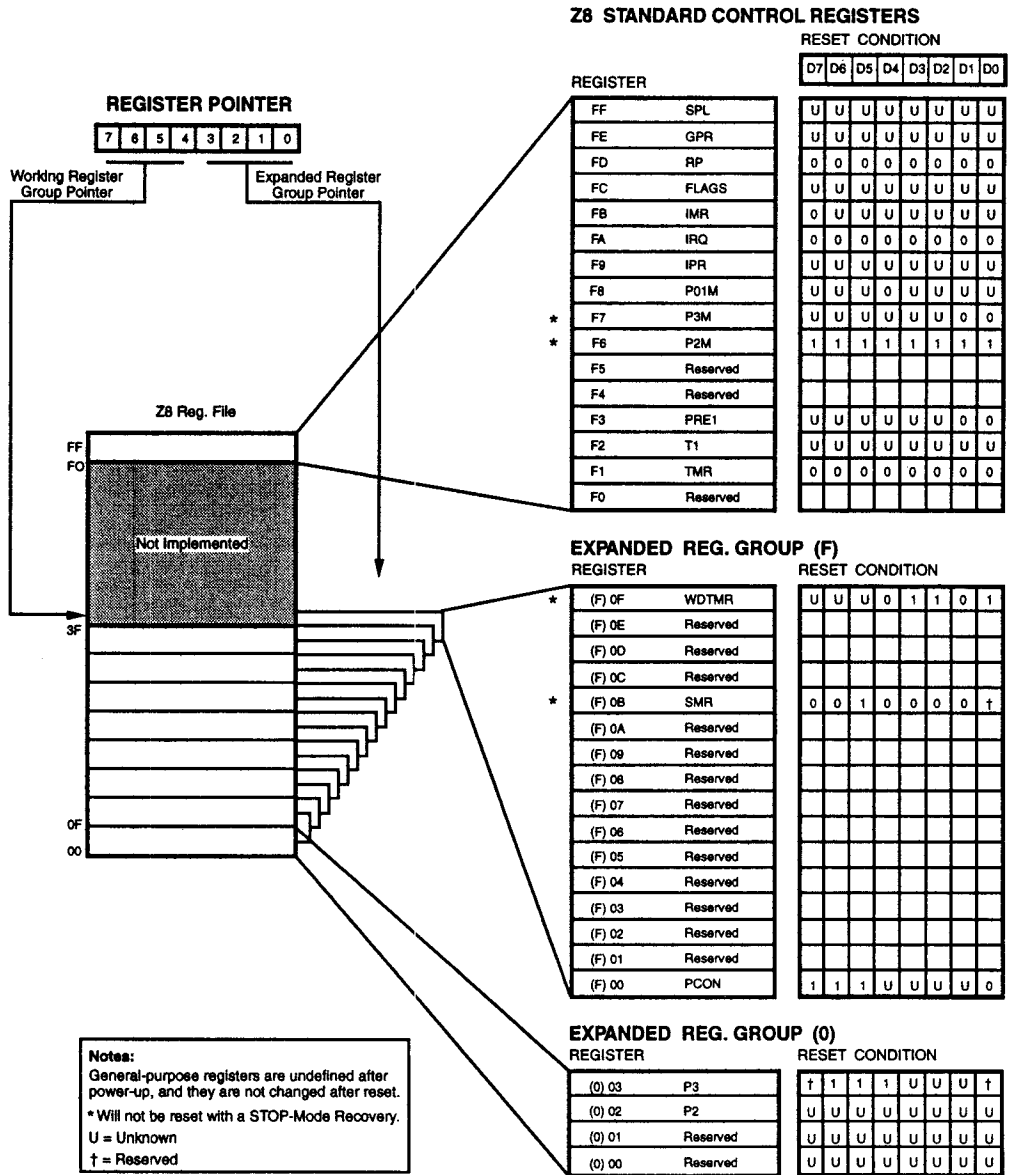 Z8 STANDARD CONTROL REGISTERS
RESET CONDITION
D7 D6 D5 D4 D3 D2 D1 D0
REGISTER
FF SPL U U U U U U U U
FE GPR U U U U U U U U
FD RP 0 0 0 0 0 0 0 0
FC FLAGS U U U U U U U U
FB IMR 0 U U U U U U U
FA IRQ 0 0 0 0 0 0 0 0
F9 IPR U U U U U U U U
F8 P01M U U U 0 U U U U
* F7 P3M U U U U U U 0 0
* F6 P2M 1 1 1 1 1 1 1 1
F5 Reserved
F4 Reserved
F3 PRE1 U U U U U U 0 0
F2 T1 U U U U U U U U
F1 TMR 0 0 0 0 0 0 0 0
F0 Reserved
REGISTER POINTER
7 6 5 4 3 2 1 0
Working Register
Group Pointer
Expanded Register
Group Pointer
Z8 Reg. File
FF
F0
Not Implemented
3F
0F
00
EXPANDED REG. GROUP (F)
REGISTER RESET CONDITION
* (F) 0F WDTMR U U U 0 1 1 0 1
(F) 0E Reserved
(F) 0D Reserved
(F) 0C Reserved
* (F) 0B SMR 0 0 1 0 0 0 0 †
(F) 0A Reserved
(F) 09 Reserved
(F) 08 Reserved
(F) 07 Reserved
(F) 06 Reserved
(F) 05 Reserved
(F) 04 Reserved
(F) 03 Reserved
(F) 02 Reserved
(F) 01 Reserved
(F) 00 PCON 1 1 1 U U U U 0
EXPANDED REG. GROUP (0)
REGISTER RESET CONDITION
(0) 03 P3 † 1 1 1 U U U †
(0) 02 P2 U U U U U U U U
(0) 01 Reserved U U U U U U U U
(0) 00 Reserved U U U U U U U U
Notes:
General-purpose registers are undefined after
power-up, and they are not changed after reset.
* Will not be reset with a STOP-Mode Recovery.
U = Unknown
† = Reserved